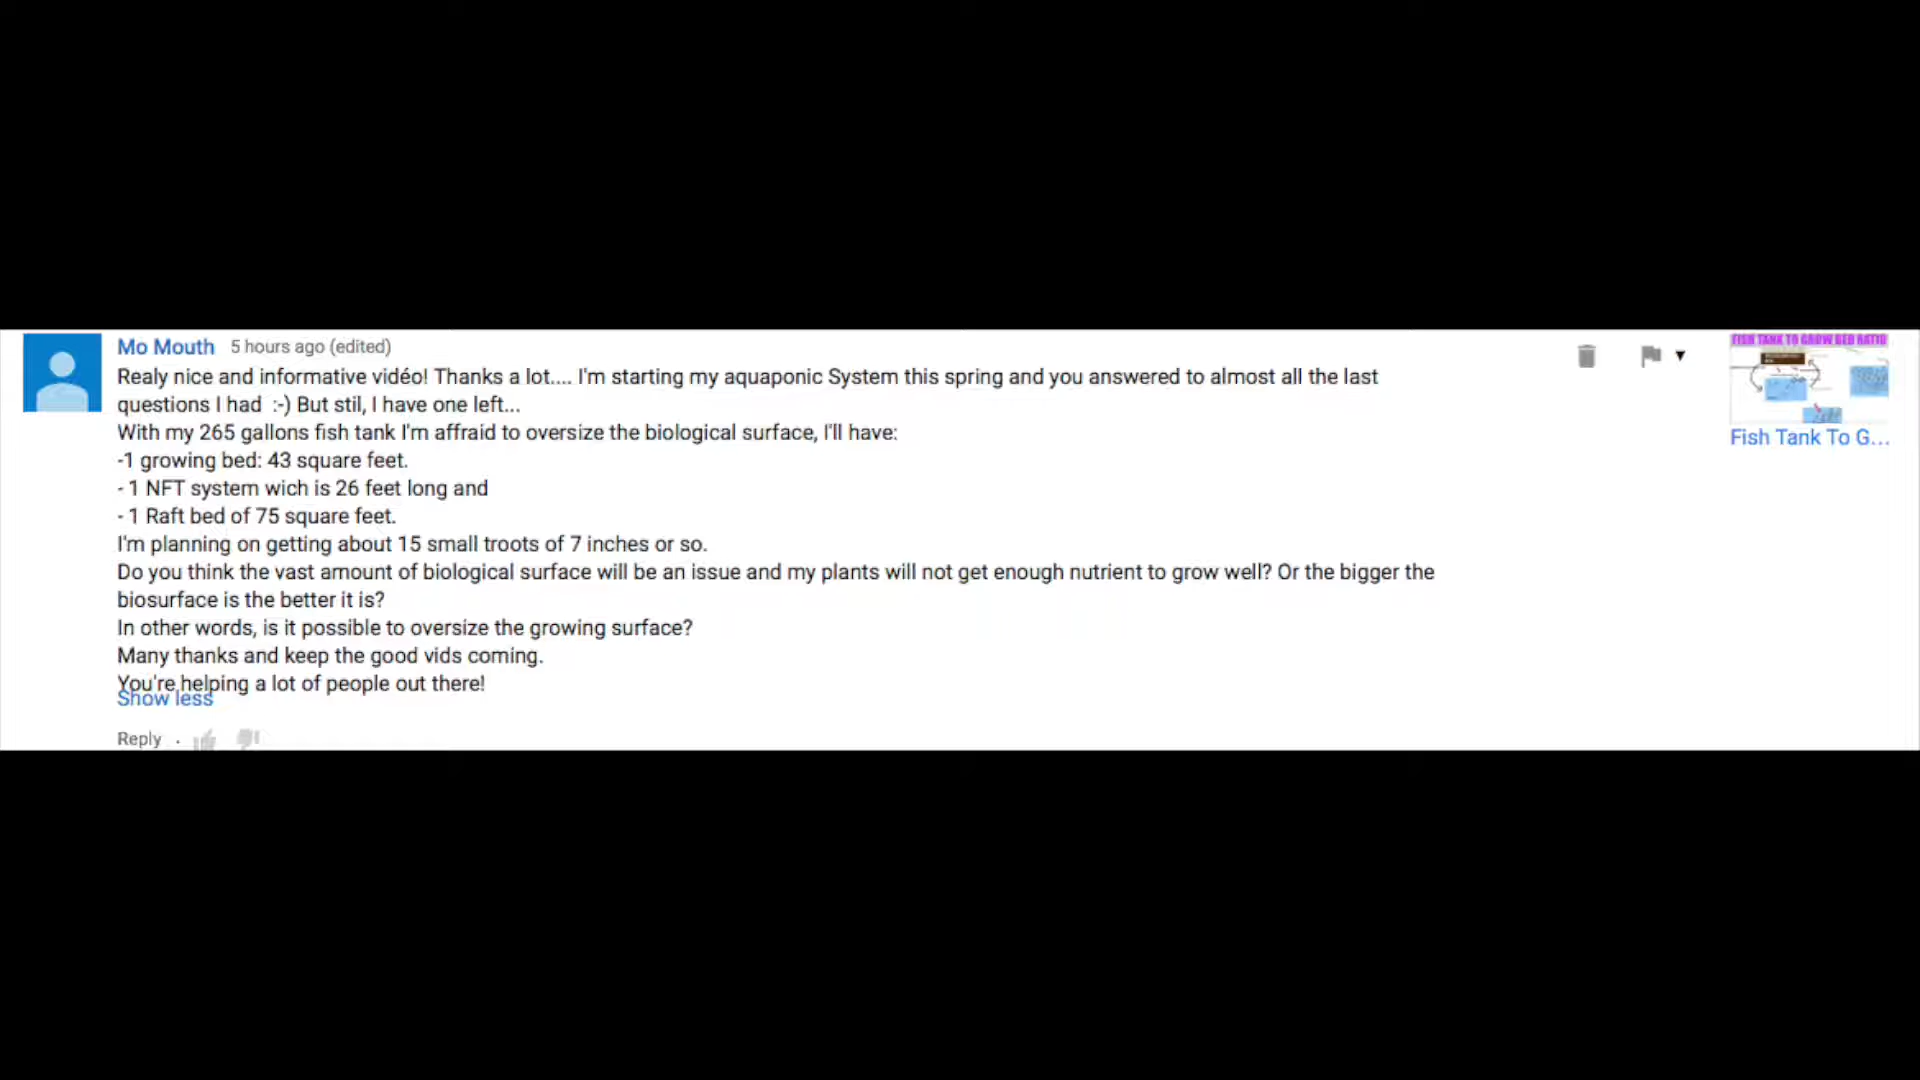 Mo Mouth 5 hours ago (edited)
Realy nice and informative vidéo! Thanks a lot.... I'm starting my aquaponic System this spring and you answered to almost all the last
questions I had :-) But stil, I have one left...
With my 265 gallons fish tank I'm affraid to oversize the biological surface, I'll have:
-1 growing bed: 43 square feet.
- 1 NFT system wich is 26 feet long and
- 1 Raft bed of 75 square feet.
I'm planning on getting about 15 small troots of 7 inches or so.
Do you think the vast amount of biological surface will be an issue and my plants will not get enough nutrient to grow well? Or the bigger the
biosurface is the better it is?
In other words, is it possible to oversize the growing surface?
Many thanks and keep the good vids coming.
You're helping a lot of people out there!
Show less
Reply
FISH TANK TO GROW BED RATIO
Fish Tank To G...